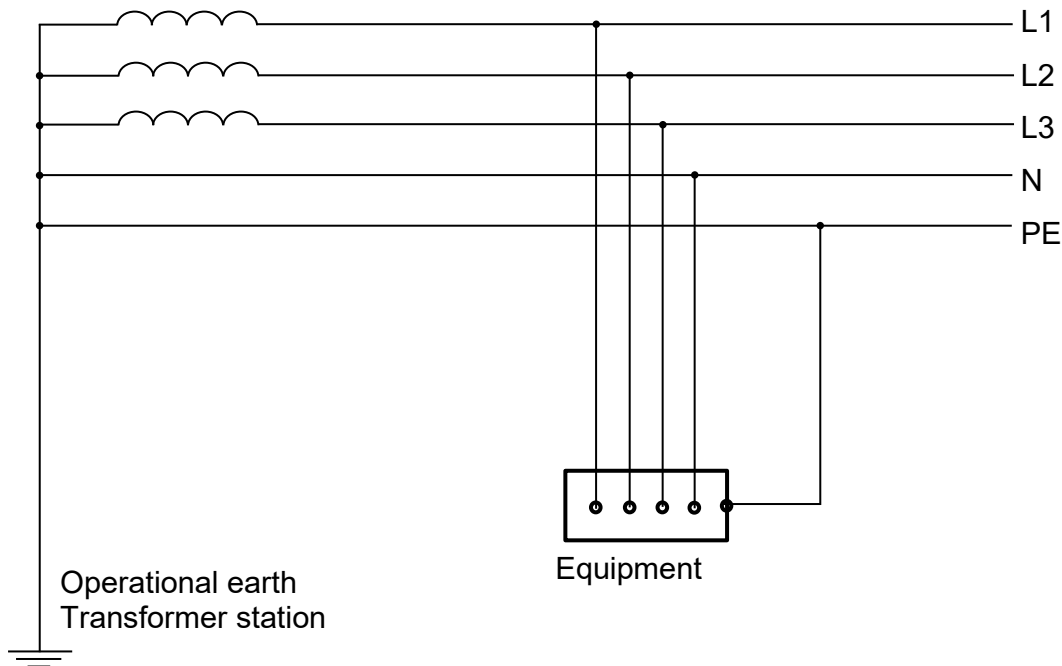 L1
L2
L3
N
PE
Equipment
Operational earth
Transformer station